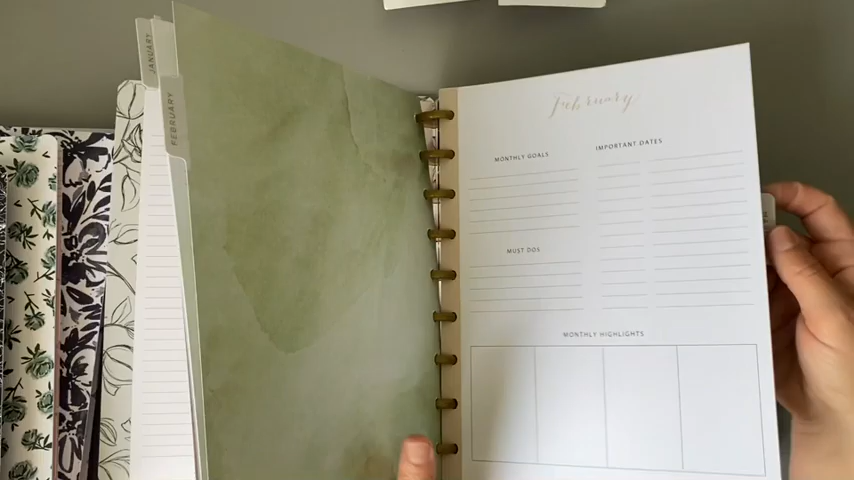 JANUARY
FEBRUARY
February
MONTHLY GOALS
IMPORTANT DATES
MUST DOS
MONTHLY HIGHLIGHTS